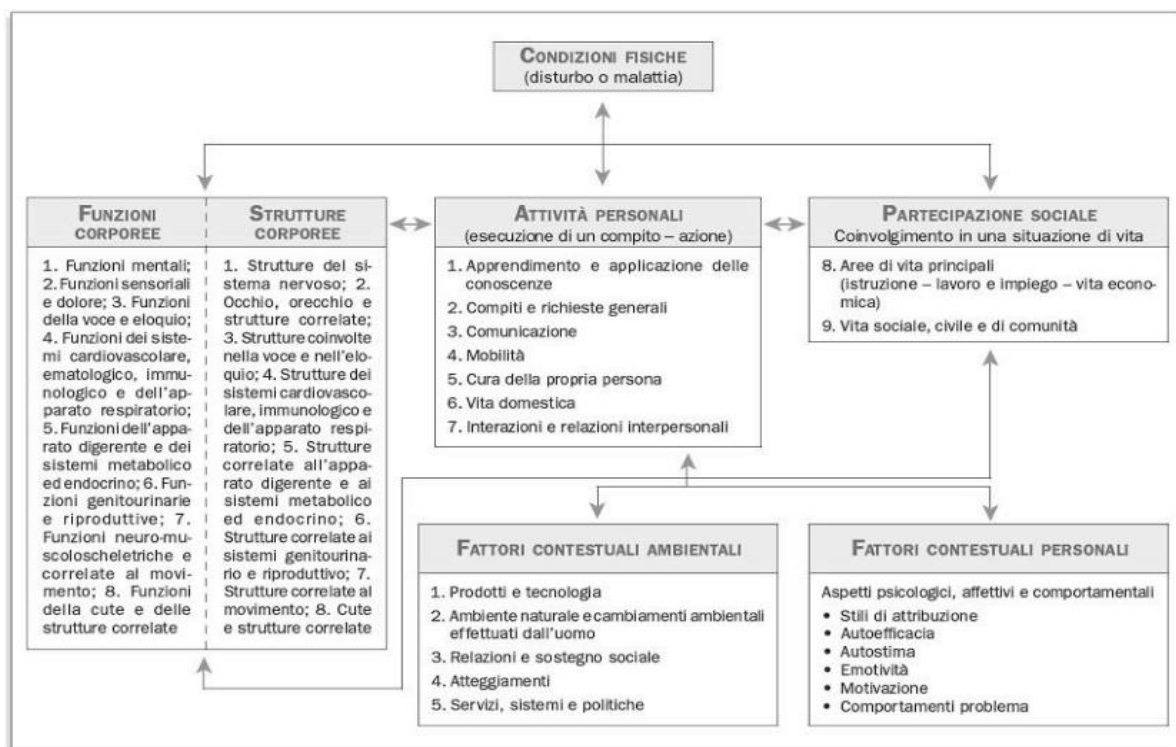 CONDIZIONI FISICHE
(disturbo o malattia)
FUNZIONI
CORPOREE
1. Funzioni mentali;
2. Funzioni sensoriali
e dolore; 3. Funzioni
della voce e eloquio;
4. Funzioni dei siste-
mi cardiovascolare,
ematologico, immu-
nologico e dell'ap-
parato respiratorio;
5. Funzioni dell'appa-
rato digerente e dei
sistemi metabolico
ed endocrino; 6. Fun-
zioni genitourinarie
e riproduttive; 7.
Funzioni neuro-mu-
scoloscheletriche e
correlate al movi-
mento; 8. Funzioni
della cute e delle
strutture correlate
STRUTTURE
CORPOREE
1. Strutture del si-
stema nervoso; 2.
Occhio, orecchio e
strutture correlate;
3. Strutture coinvolte
nella voce e nell'elo-
quio; 4. Strutture dei
sistemi cardiovasco-
lare, immunologico e
dell'apparato respi-
ratorio; 5. Strutture
correlate all'appa-
rato digerente e ai
sistemi metabolico
ed endocrino; 6.
Strutture correlate ai
sistemi genitourina-
rio e riproduttivo; 7.
Strutture correlate al
movimento; 8. Cute
e strutture correlate
ATTIVITÀ PERSONALI
(esecuzione di un compito – azione)
1. Apprendimento e applicazione delle
conoscenze
2. Compiti e richieste generali
3. Comunicazione
4. Mobilità
5. Cura della propria persona
6. Vita domestica
7. Interazioni e relazioni interpersonali
PARTECIPAZIONE SOCIALE
Coinvolgimento in una situazione di vita
8. Aree di vita principali
(istruzione – lavoro e impiego – vita econo-
mica)
9. Vita sociale, civile e di comunità
FATTORI CONTESTUALI AMBIENTALI
1. Prodotti e tecnologia
2. Ambiente naturale e cambiamenti ambientali
effettuati dall'uomo
3. Relazioni e sostegno sociale
4. Atteggiamenti
5. Servizi, sistemi e politiche
FATTORI CONTESTUALI PERSONALI
Aspetti psicologici, affettivi e comportamentali
• Stili di attribuzione
• Autoefficacia
• Autostima
• Emotività
• Motivazione
• Comportamenti problema